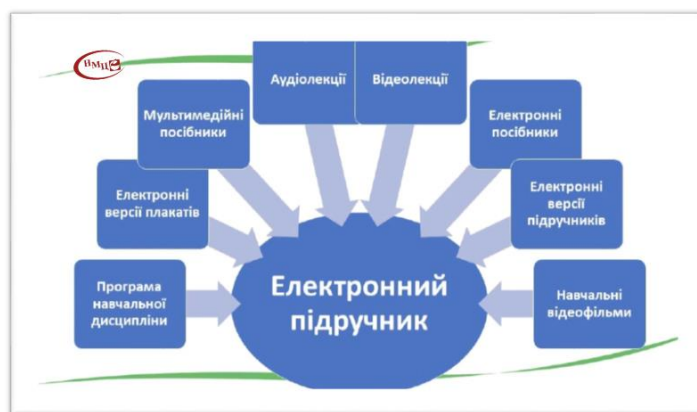 НМЦ
Аудіолекції
Відеолекції
Мультимедійні
посібники
Електронні
посібники
Електронні
версії плакатів
Електронні
версії
підручників
Програма
навчальної
дисципліни
Електронний
підручник
Навчальні
відеофільми